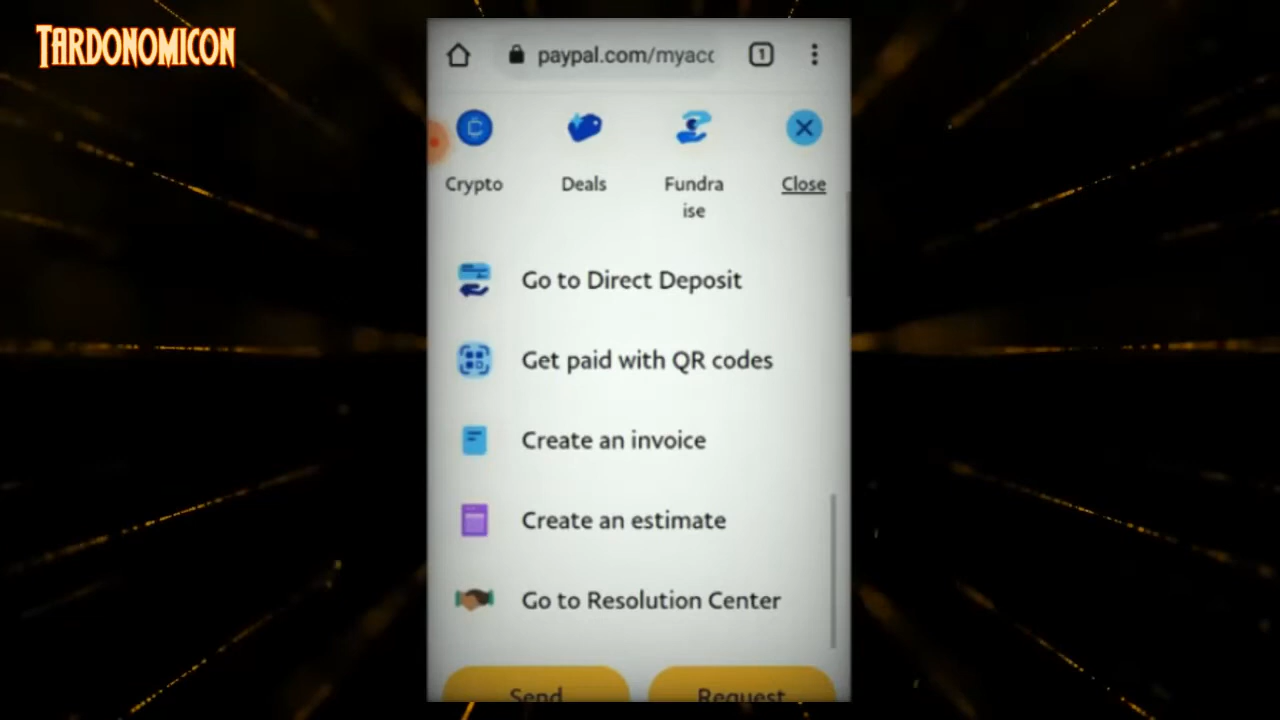 TARDONOMICON
paypal.com/myacc
1
Crypto
Deals
Fundra
ise
Close
Go to Direct Deposit
Get paid with QR codes
Create an invoice
Create an estimate
Go to Resolution Center
Send
Request